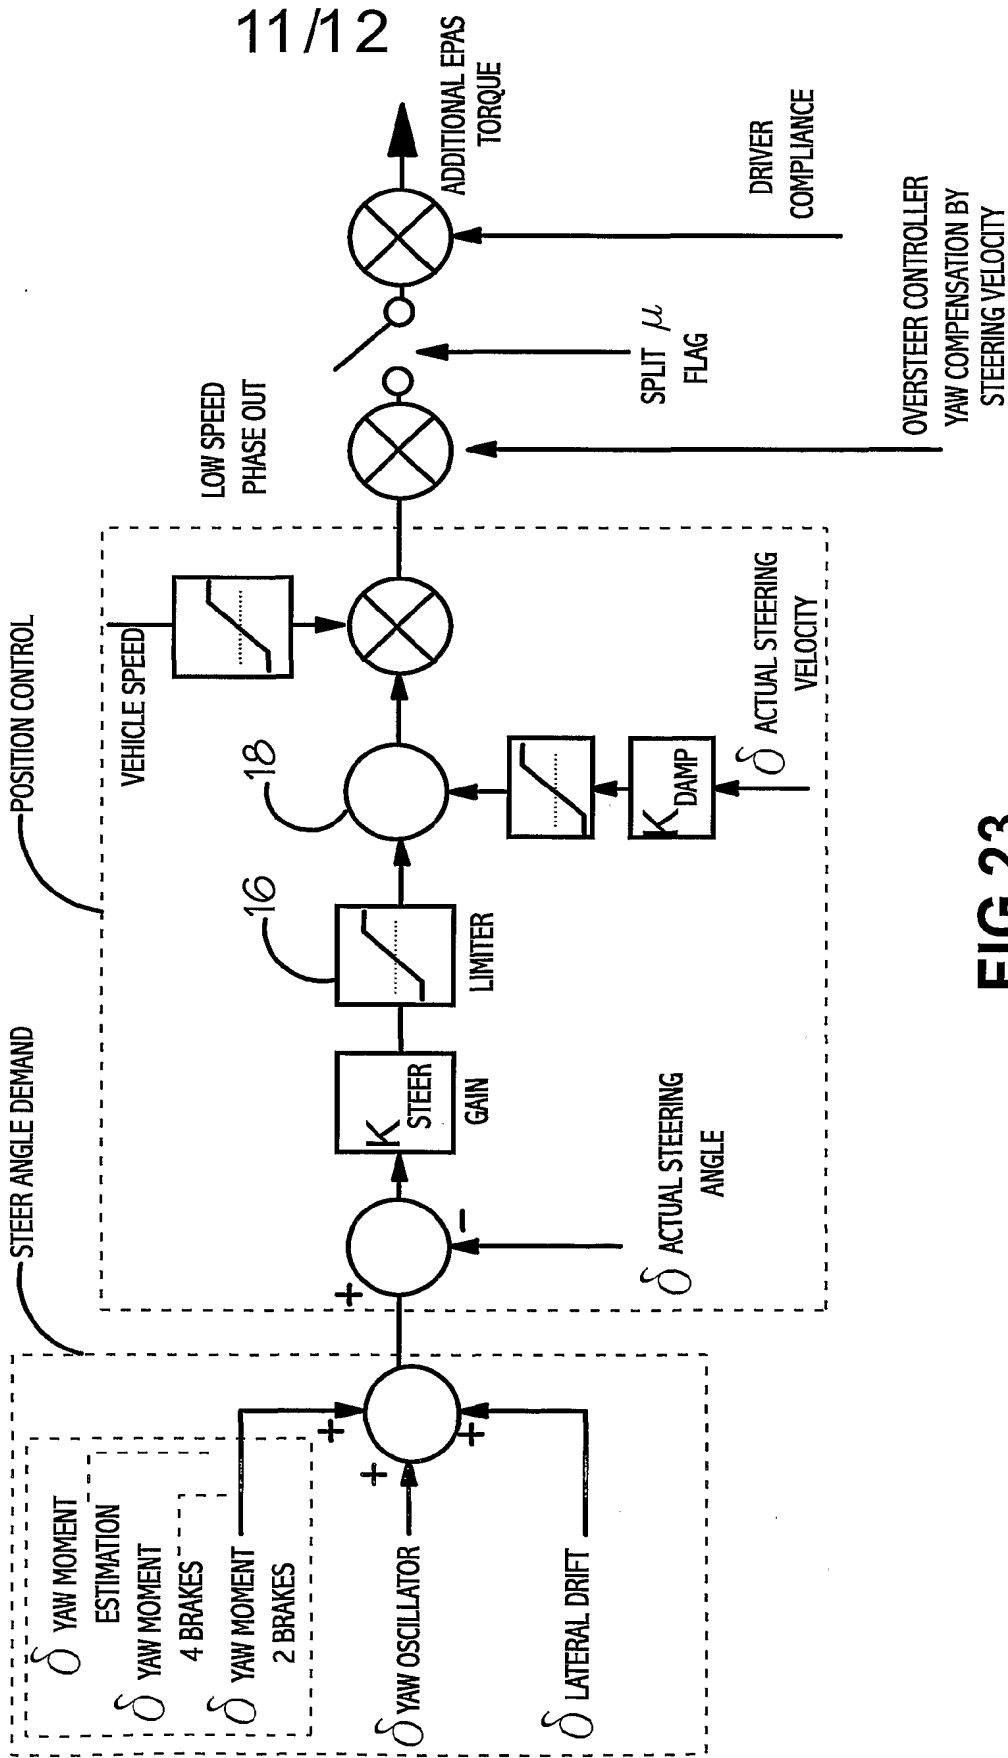 11/12
STEER ANGLE DEMAND
POSITION CONTROL
δ YAW MOMENT
ESTIMATION
δ YAW MOMENT
4 BRAKES
δ YAW MOMENT
2 BRAKES
δ YAW OSCILLATOR
δ LATERAL DRIFT
+
+
+
+
-
δ ACTUAL STEERING
ANGLE
K
STEER
GAIN
16
LIMITER
18
K
DAMP
δ ACTUAL STEERING
VELOCITY
VEHICLE SPEED
LOW SPEED
PHASE OUT
OVERSTEER CONTROLLER
YAW COMPENSATION BY
STEERING VELOCITY
SPLIT μ
FLAG
DRIVER
COMPLIANCE
ADDITIONAL EPAS
TORQUE
FIG 23